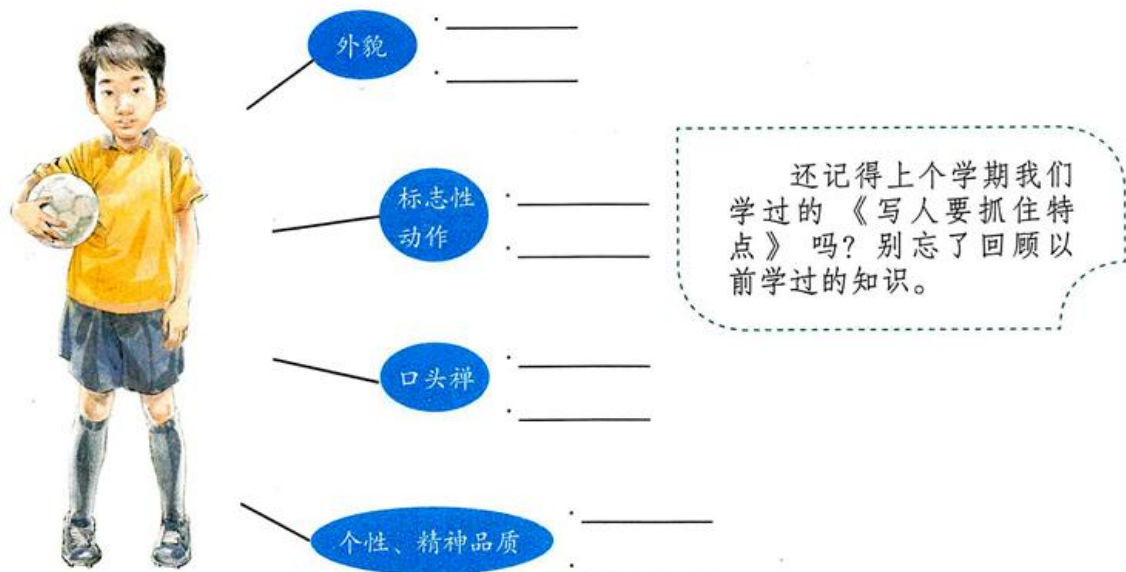 外貌
标志性
动作
口头禅
个性、精神品质
还记得上个学期我们
学过的 《写人要抓住特
点》 吗？别忘了回顾以
前学过的知识。